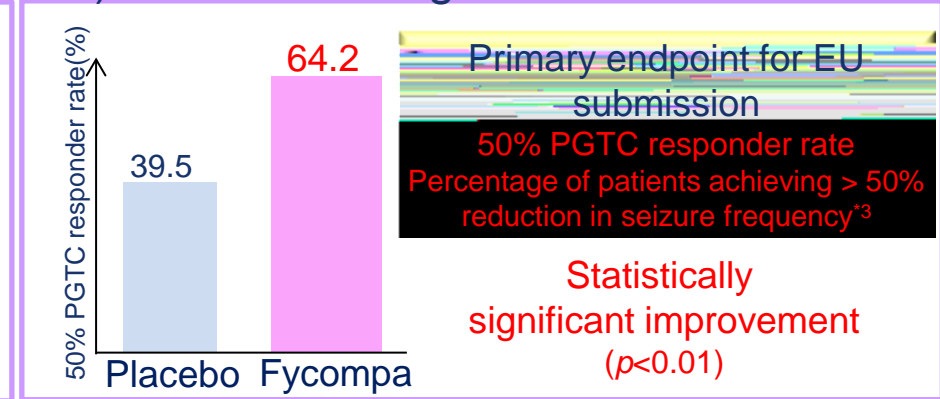 50% PGTC responder rate(%)
39.5
64.2
Placebo Fycompa
Primary endpoint for EU
submission
50% PGTC responder rate
Percentage of patients achieving > 50%
reduction in seizure frequency*3
Statistically
significant improvement
(p<0.01)